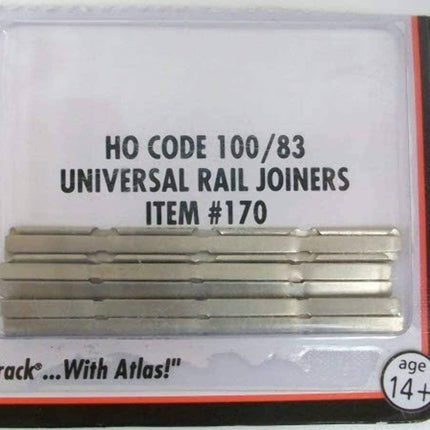 HO CODE 100/83
UNIVERSAL RAIL JOINERS
ITEM #170
rack®...With Atlas!"
age
14+